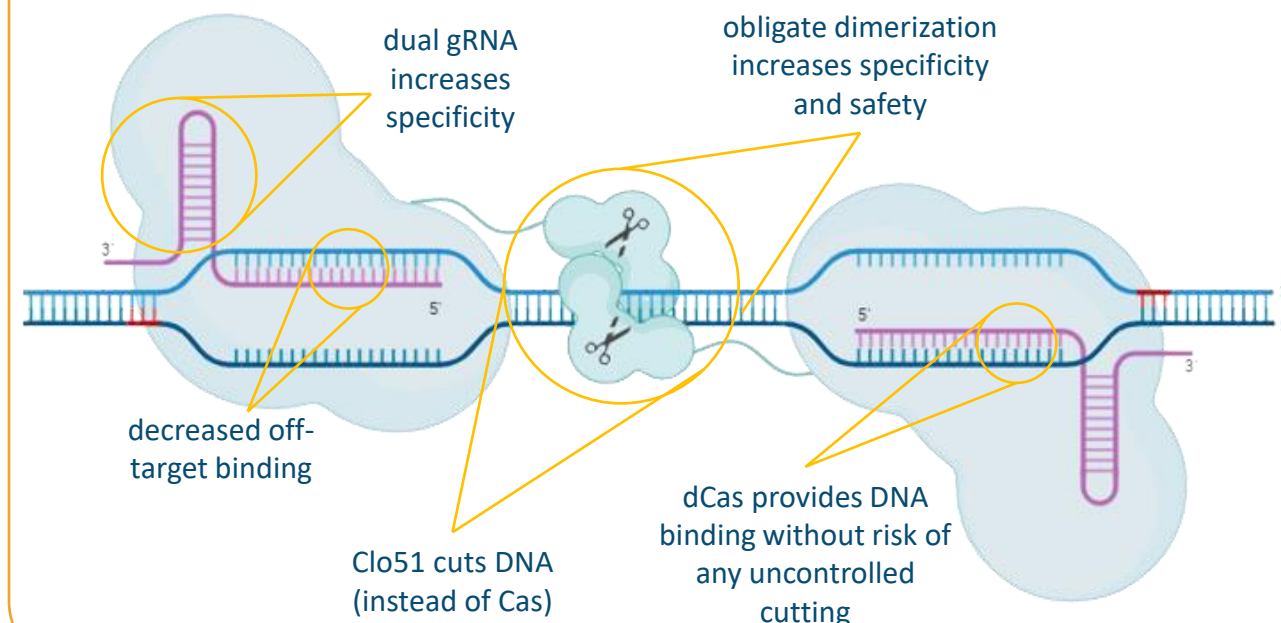 dual gRNA
increases
specificity
obligate dimerization
increases specificity
and safety
3'
5'
5'
3'
decreased off-
target binding
Clo51 cuts DNA
(instead of Cas)
dCas provides DNA
binding without risk of
any uncontrolled
cutting